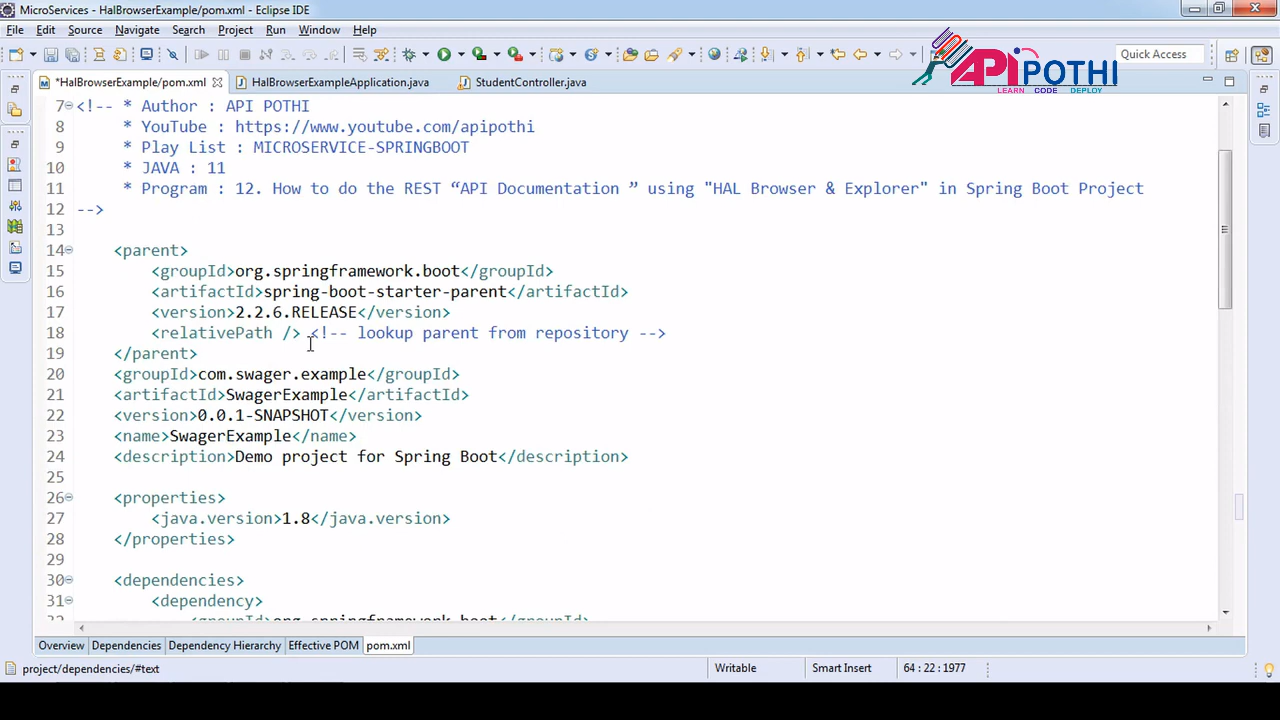 MicroServices - HalBrowserExample/pom.xml - Eclipse IDE
File Edit Source Navigate Search Project Run Window Help
Quick Access
APIPOTHI
LEARN CODE DEPLOY
*HalBrowserExample/pom.xml HalBrowserExampleApplication.java StudentController.java
7 <!-- * Author : API POTHI
8 * YouTube : https://www.youtube.com/apipothi
9 * Play List : MICROSERVICE-SPRINGBOOT
10 * JAVA : 11
11 * Program : 12. How to do the REST “API Documentation ” using "HAL Browser & Explorer" in Spring Boot Project
12 -->
13
14 <parent>
15 <groupId>org.springframework.boot</groupId>
16 <artifactId>spring-boot-starter-parent</artifactId>
17 <version>2.2.6.RELEASE</version>
18 <relativePath /> <!-- lookup parent from repository -->
19 </parent>
20 <groupId>com.swager.example</groupId>
21 <artifactId>SwagerExample</artifactId>
22 <version>0.0.1-SNAPSHOT</version>
23 <name>SwagerExample</name>
24 <description>Demo project for Spring Boot</description>
25
26 <properties>
27 <java.version>1.8</java.version>
28 </properties>
29
30 <dependencies>
31 <dependency>
32 <groupId>org.springframework.boot</groupId>
Overview Dependencies Dependency Hierarchy Effective POM pom.xml
project/dependencies/#text Writable Smart Insert 64 : 22 : 1977